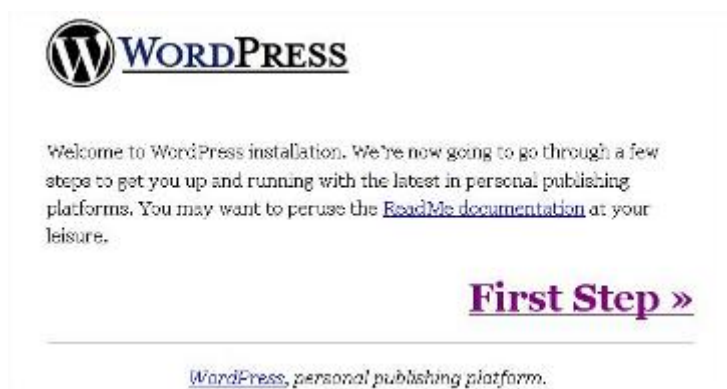 WORDPRESS
Welcome to WordPress installation. We're now going to go through a few
steps to get you up and running with the latest in personal publishing
platforms. You may want to peruse the ReadMe documentation at your
leisure.
First Step »
WordPress, personal publishing platform.